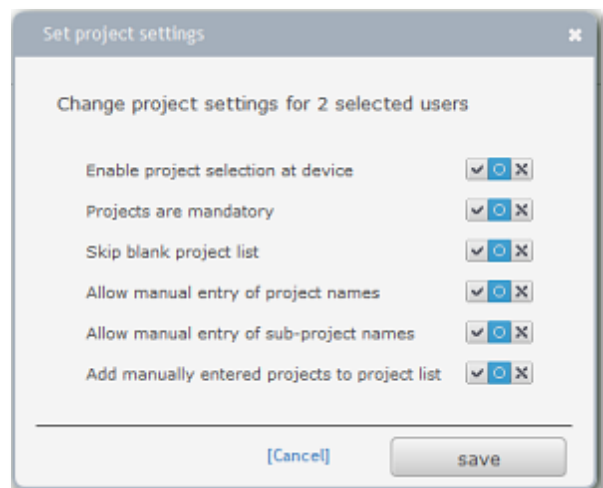 Set project settings
Change project settings for 2 selected users
Enable project selection at device
Projects are mandatory
Skip blank project list
Allow manual entry of project names
Allow manual entry of sub-project names
Add manually entered projects to project list
[Cancel] save